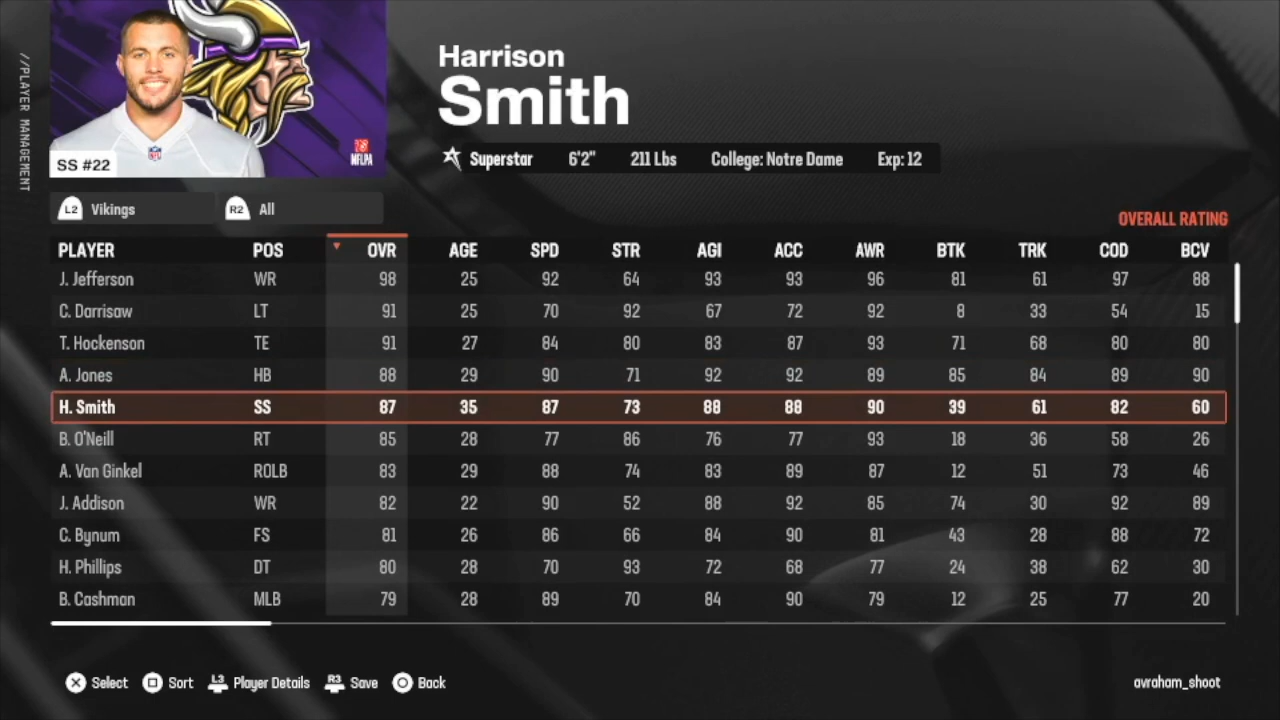 //PLAYER MANAGEMENT
SS #22
NFL
NFLPA
Harrison
Smith
Superstar 6'2" 211 Lbs College: Notre Dame Exp: 12
L2 Vikings R2 All
OVERALL RATING
PLAYER POS OVR AGE SPD STR AGI ACC AWR BTK TRK COD BCV
J. Jefferson WR 98 25 92 64 93 93 96 81 61 97 88
C. Darrisaw LT 91 25 70 92 67 72 92 8 33 54 15
T. Hockenson TE 91 27 84 80 83 87 93 71 68 80 80
A. Jones HB 88 29 90 71 92 92 89 85 84 89 90
H. Smith SS 87 35 87 73 88 88 90 39 61 82 60
B. O'Neill RT 85 28 77 86 76 77 93 18 36 58 26
A. Van Ginkel ROLB 83 29 88 74 83 89 87 12 51 73 46
J. Addison WR 82 22 90 52 88 92 85 74 30 92 89
C. Bynum FS 81 26 86 66 84 90 81 43 28 88 72
H. Phillips DT 80 28 70 93 72 68 77 24 38 62 30
B. Cashman MLB 79 28 89 70 84 90 79 12 25 77 20
Select Sort L3 Player Details R3 Save Back
avraham_shoot